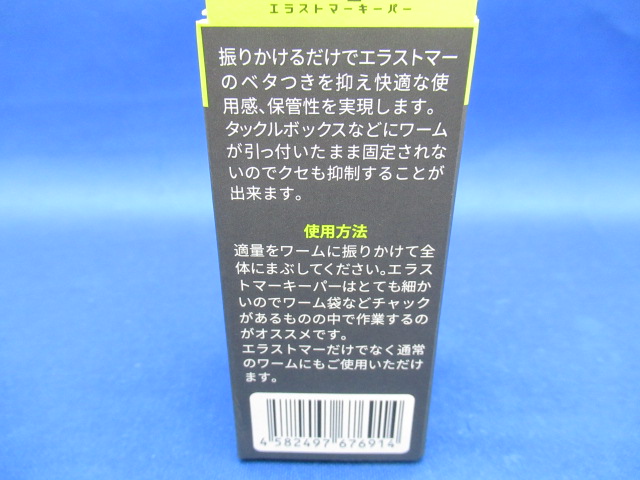 エラストマーキーパー
振りかけるだけでエラストマー
のベタつきを抑え快適な使
用感、保管性を実現します。
タックルボックスなどにワーム
が引っ付いたまま固定されな
いのでクセも抑制することが
出来ます。
使用方法
適量をワームに振りかけて全
体にまぶしてください。エラス
トマーキーパーはとても細か
いのでワーム袋などチャック
があるものの中で作業するの
がオススメです。
エラストマーだけでなく通常
のワームにもご使用いただけ
ます。
4 582497 676914